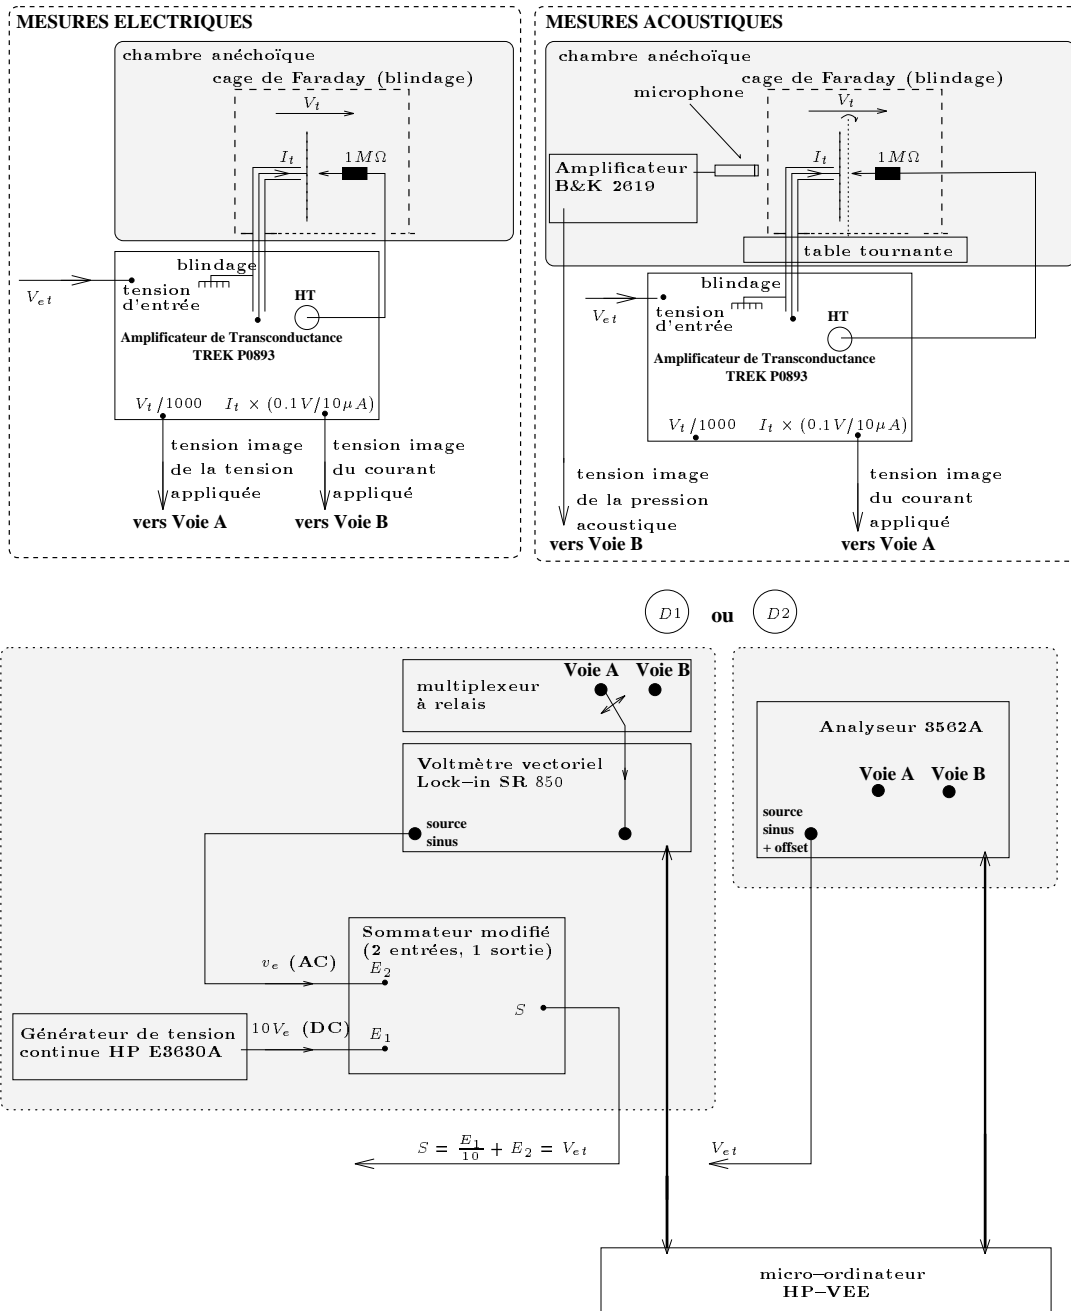 MESURES ELECTRIQUES
chambre anéchoïque
cage de Faraday (blindage)
V_t
I_t
1MΩ
blindage
V_et
tension
d'entrée
HT
Amplificateur de Transconductance
TREK P0893
V_t/1000
I_t × (0.1V/10μA)
tension image
de la tension
appliquée
vers Voie A
tension image
du courant
appliqué
vers Voie B
MESURES ACOUSTIQUES
chambre anéchoïque
cage de Faraday (blindage)
microphone
V_t
I_t
1MΩ
Amplificateur
B&K 2619
table tournante
blindage
V_et
tension
d'entrée
HT
Amplificateur de Transconductance
TREK P0893
V_t/1000
I_t × (0.1V/10μA)
tension image
de la pression
acoustique
vers Voie B
tension image
du courant
appliqué
vers Voie A
D1 ou D2
Voie A Voie B
multiplexeur
à relais
Voltmètre vectoriel
Lock–in SR 850
source
sinus
Sommateur modifié
(2 entrées, 1 sortie)
v_e (AC)
E_2
S
Générateur de tension
continue HP E3630A
10V_e (DC)
E_1
S = E_1/10 + E_2 = V_et
Analyseur 3562A
Voie A Voie B
source
sinus
+ offset
V_et
micro–ordinateur
HP–VEE